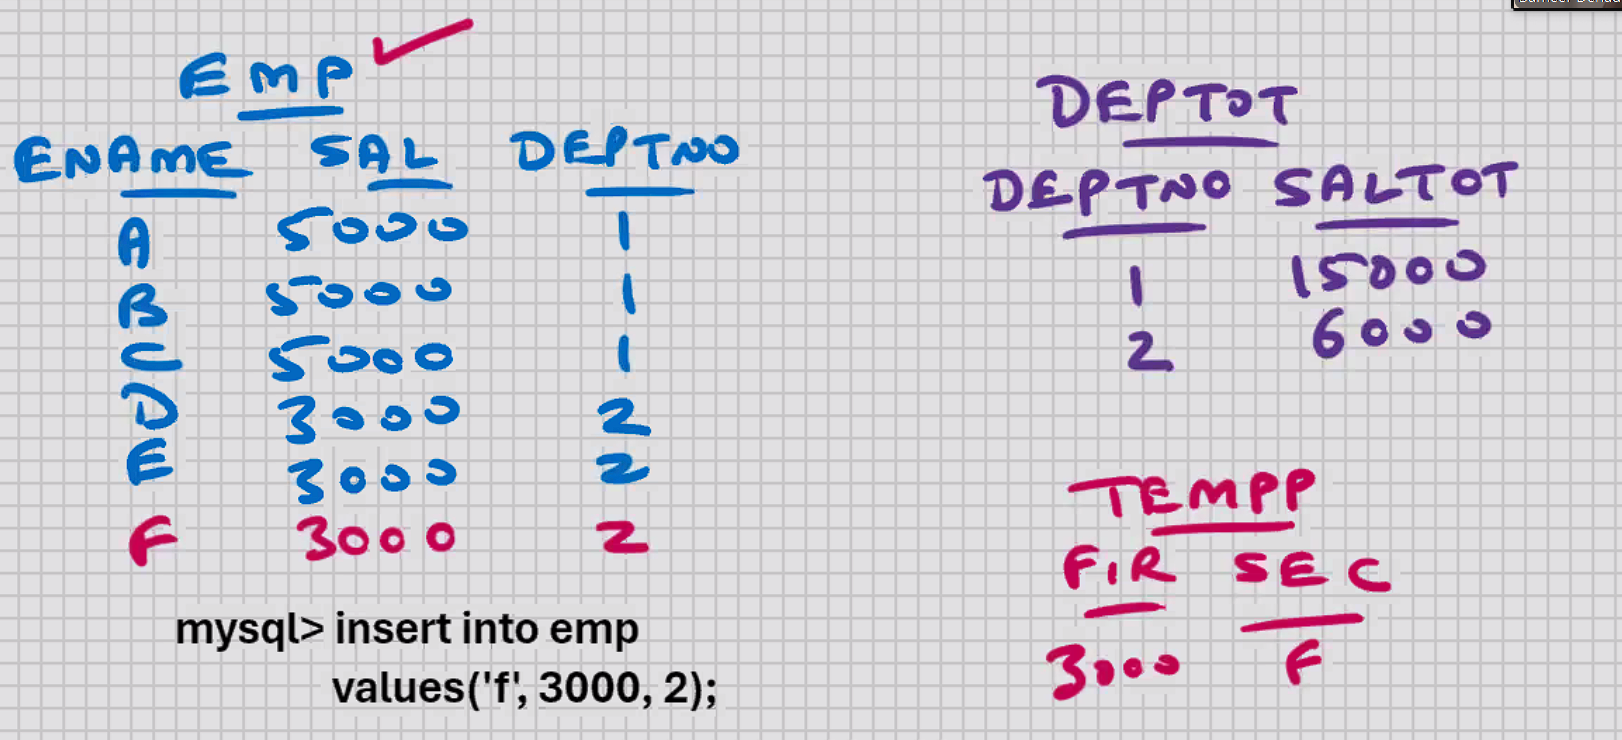 EMP
ENAME SAL DEPTNO
A 5000 1
B 5000 1
C 5000 1
D 3000 2
E 3000 2
F 3000 2
mysql> insert into emp
values('f', 3000, 2);
DEPTOT
DEPTNO SALTOT
1 15000
2 6000
TEMPP
FIR SEC
3000 F